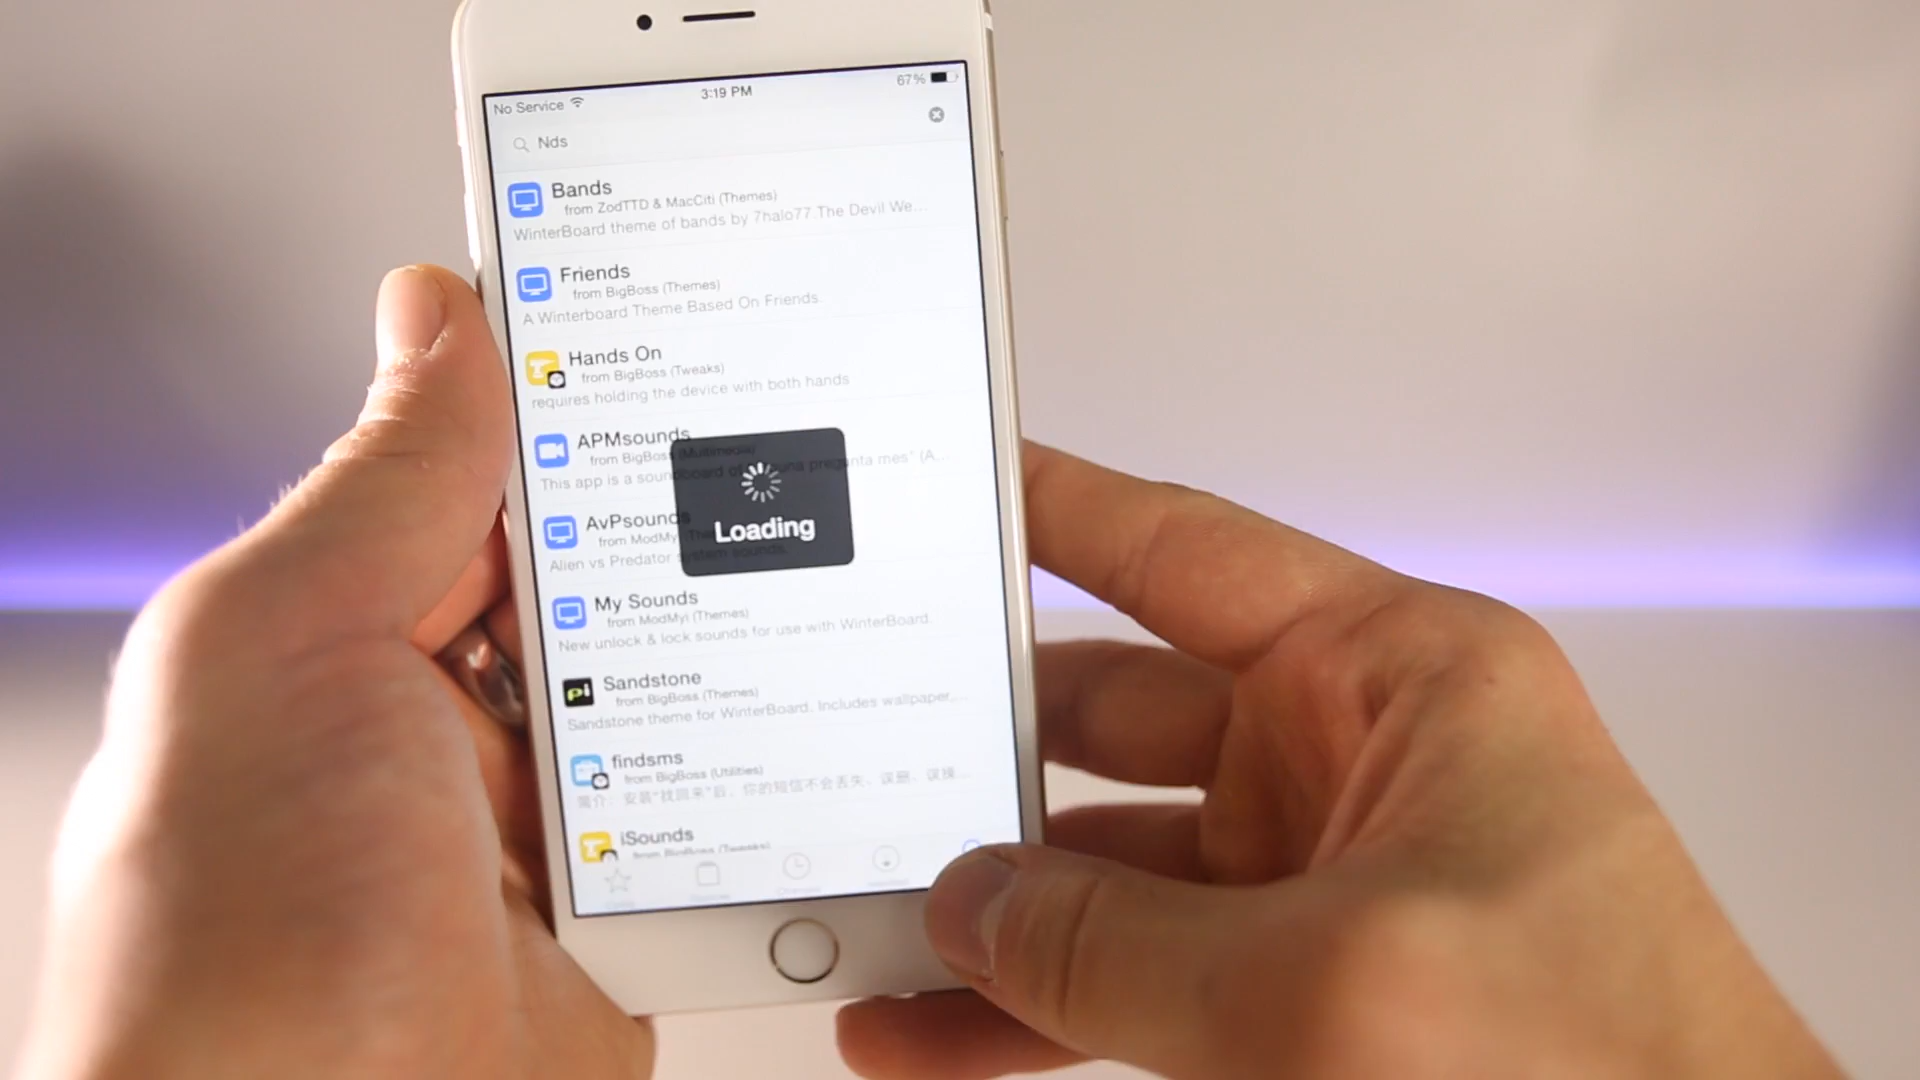 No Service
3:19 PM
67%
Nds
Bands
from ZodTTD & MacCiti (Themes)
WinterBoard theme of bands by 7halo77 The Devil We...
Friends
from BigBoss (Themes)
A Winterboard Theme Based On Friends
Hands On
from BigBoss (Tweaks)
requires holding the device with both hands
APMsounds
from BigBoss (Multimedia)
This app is a soundboard of una pregunta mes" (A...
AvPsounds
from ModMyi
Alien vs Predator system sounds.
Loading
My Sounds
from ModMyi (Themes)
New unlock & lock sounds for use with WinterBoard.
pi
Sandstone
from BigBoss (Themes)
Sandstone theme for WinterBoard. Includes wallpaper,...
findsms
from BigBoss (Utilities)
简介：安装"找回来"后，你的短信不会丢失、误删、误操...
iSounds
from BigBoss (Tweaks)
Changes